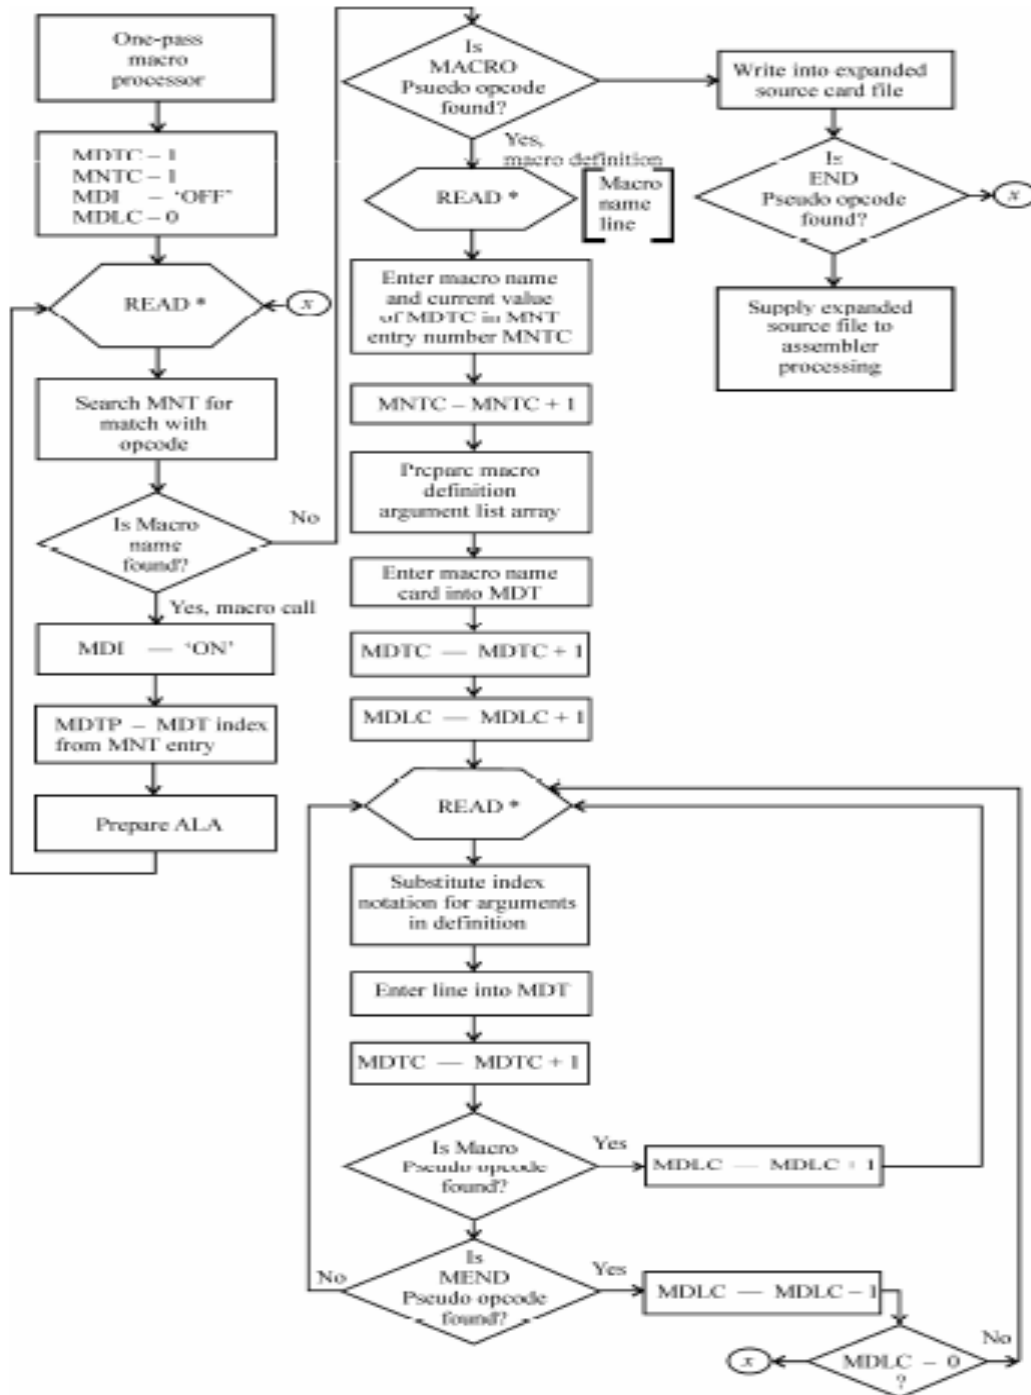 One-pass
macro
processor
MDTC – 1
MNTC – 1
MDI – ‘OFF’
MDLC – 0
READ *
x
Search MNT for
match with
opcode
Is Macro
name
found?
No
Yes, macro call
MDI — ‘ON’
MDTP – MDT index
from MNT entry
Prepare ALA
Is
MACRO
Psuedo opcode
found?
Yes,
macro definition
READ *
Macro
name
line
Enter macro name
and current value
of MDTC in MNT
entry number MNTC
MNTC – MNTC + 1
Prepare macro
definition
argument list array
Enter macro name
card into MDT
MDTC — MDTC + 1
MDLC — MDLC + 1
READ *
Substitute index
notation for arguments
in definition
Enter line into MDT
MDTC — MDTC + 1
Is Macro
Pseudo opcode
found?
Yes
MDLC — MDLC + 1
Is
MEND
Pseudo opcode
found?
No
Yes
MDLC — MDLC – 1
MDLC – 0
?
No
x
Write into expanded
source card file
Is
END
Pseudo opcode
found?
x
Supply expanded
source file to
assembler
processing